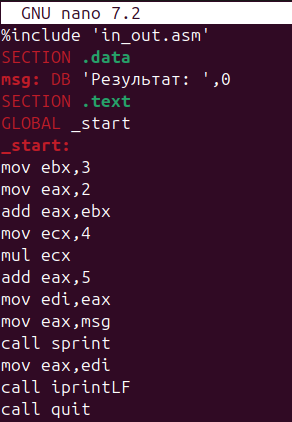 GNU nano 7.2
%include 'in_out.asm'
SECTION .data
msg: DB 'Результат: ',0
SECTION .text
GLOBAL _start
_start:
mov ebx,3
mov eax,2
add eax,ebx
mov ecx,4
mul ecx
add eax,5
mov edi,eax
mov eax,msg
call sprint
mov eax,edi
call iprintLF
call quit